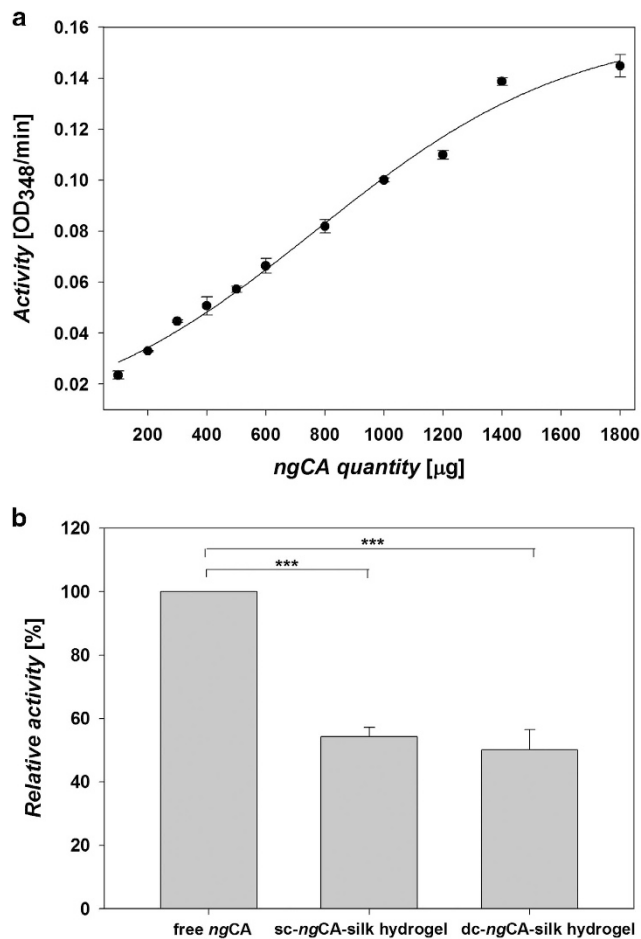 a
0.16
0.14
0.12
0.10
0.08
0.06
0.04
0.02
Activity [OD348/min]
200 400 600 800 1000 1200 1400 1600 1800
ngCA quantity [µg]
b
120
100
80
60
40
20
0
Relative activity [%]
***
***
free ngCA sc-ngCA-silk hydrogel dc-ngCA-silk hydrogel